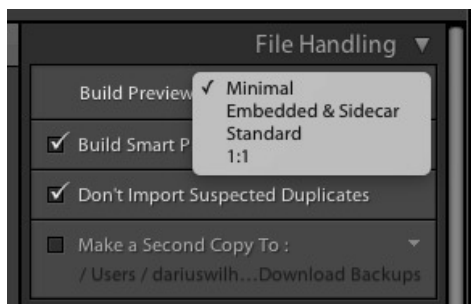 File Handling
Build Preview
Minimal
Embedded & Sidecar
Standard
1:1
Build Smart P
Don't Import Suspected Duplicates
Make a Second Copy To :
/ Users / dariuswilh...Download Backups